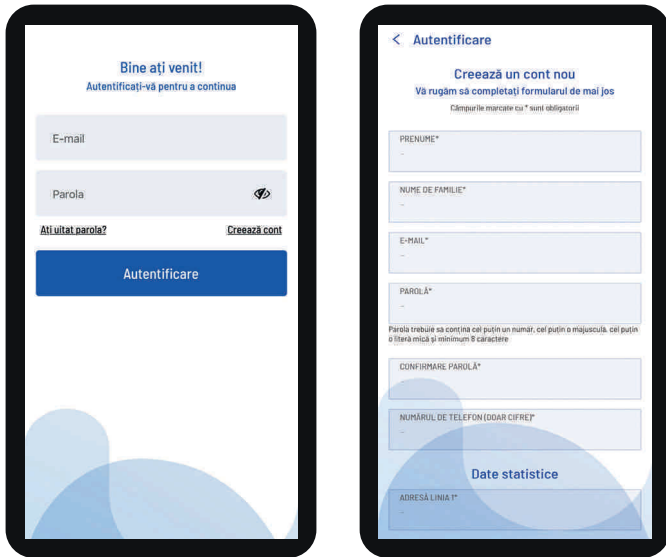 Bine ați venit!
Autentificați-vă pentru a continua
E-mail
Parola
Ați uitat parola?
Creează cont
Autentificare
Autentificare
Creează un cont nou
Vă rugăm să completați formularul de mai jos
Câmpurile marcate cu * sunt obligatorii
PRENUME*
-
NUME DE FAMILIE*
-
E-MAIL*
-
PAROLĂ*
-
Parola trebuie sa conțina cel puțin un numar, cel puțin o majusculă, cel puțin
o literă mică și minimum 8 caractere
CONFIRMARE PAROLĂ*
-
NUMĂRUL DE TELEFON (DOAR CIFRE)*
-
Date statistice
ADRESĂ LINIA 1*
-